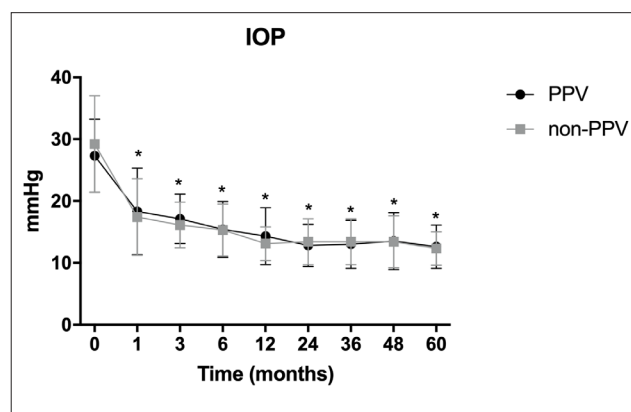 IOP
40
30
20
10
0
mmHg
* * * * * * * *
0 1 3 6 12 24 36 48 60
Time (months)
PPV
non-PPV